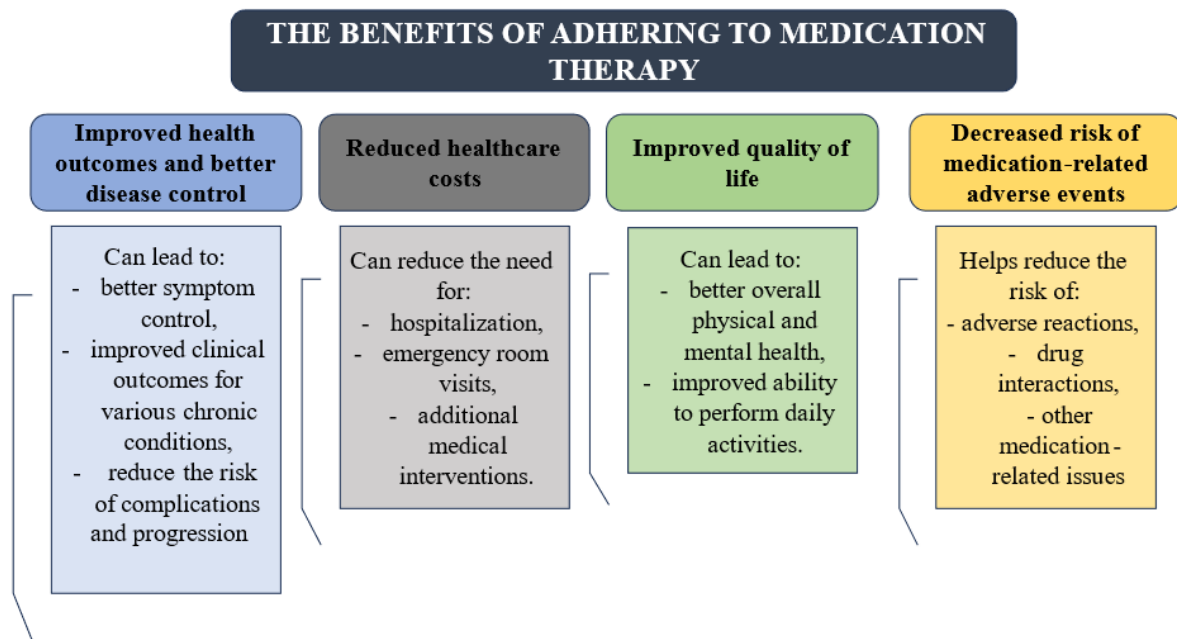 THE BENEFITS OF ADHERING TO MEDICATION
THERAPY
Improved health
outcomes and better
disease control
Can lead to:
- better symptom
control,
- improved clinical
outcomes for
various chronic
conditions,
- reduce the risk
of complications
and progression
Reduced healthcare
costs
Can reduce the need
for:
- hospitalization,
- emergency room
visits,
- additional
medical
interventions.
Improved quality of
life
Can lead to:
- better overall
physical and
mental health,
- improved ability
to perform daily
activities.
Decreased risk of
medication-related
adverse events
Helps reduce the
risk of:
- adverse reactions,
- drug
interactions,
- other
medication-
related issues